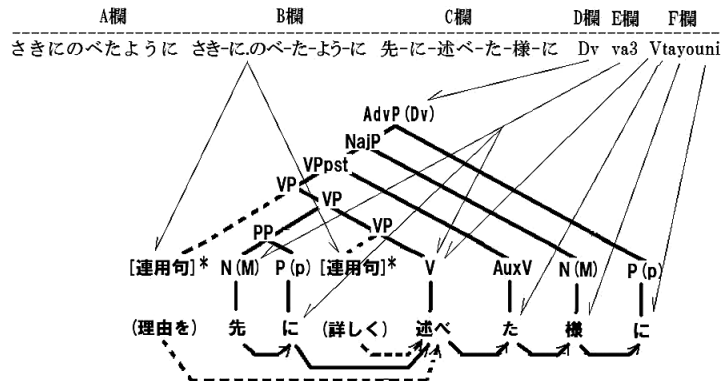 A欄 B欄 C欄 D欄 E欄 F欄
さきにのべたように さき-に.のべ-た-よう-に 先-に-述べ-た-様-に Dv va3 Vtayouni
AdvP(Dv)
NajP
VPpst
VP
VP
PP VP
[連用句]* N(M) P(p) [連用句]* V AuxV N(M) P(p)
(理由を) 先 に (詳しく) 述べ た 様 に